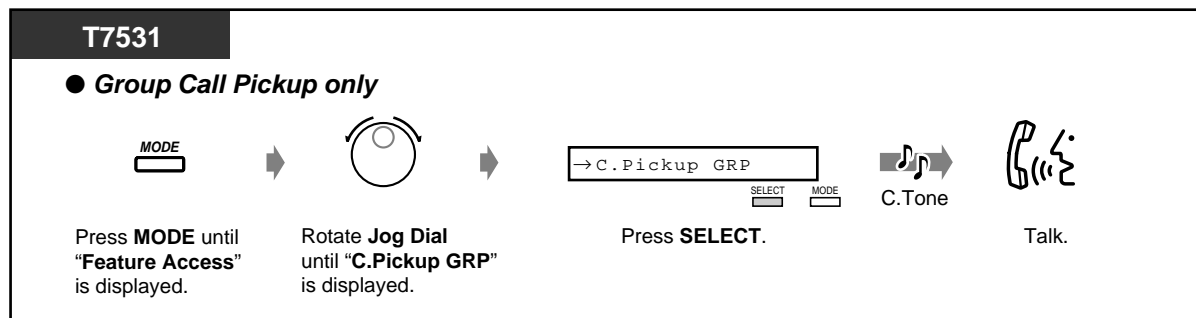 T7531
● Group Call Pickup only
MODE
→C.Pickup GRP
SELECT MODE
C.Tone
Press MODE until
“Feature Access”
is displayed.
Rotate Jog Dial
until “C.Pickup GRP”
is displayed.
Press SELECT.
Talk.